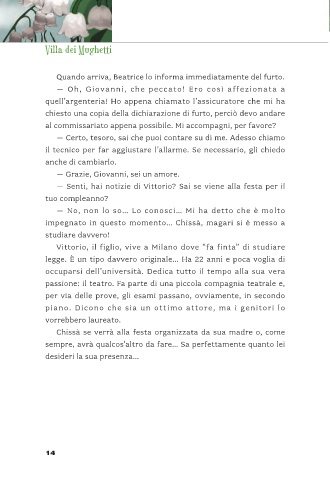 Villa dei Mughetti
Quando arriva, Beatrice lo informa immediatamente del furto.
— Oh, Giovanni, che peccato! Ero così affezionata a
quell'argenteria! Ho appena chiamato l'assicuratore che mi ha
chiesto una copia della dichiarazione di furto, perciò devo andare
al commissariato appena possibile. Mi accompagni, per favore?
— Certo, tesoro, sai che puoi contare su di me. Adesso chiamo
il tecnico per far aggiustare l'allarme. Se necessario, gli chiedo
anche di cambiarlo.
— Grazie, Giovanni, sei un amore.
— Senti, hai notizie di Vittorio? Sai se viene alla festa per il
tuo compleanno?
— No, non lo so... Lo conosci... Mi ha detto che è molto
impegnato in questo momento... Chissà, magari si è messo a
studiare davvero!
Vittorio, il figlio, vive a Milano dove "fa finta" di studiare
legge. È un tipo davvero originale... Ha 22 anni e poca voglia di
occuparsi dell'università. Dedica tutto il tempo alla sua vera
passione: il teatro. Fa parte di una piccola compagnia teatrale e,
per via delle prove, gli esami passano, ovviamente, in secondo
piano. Dicono che sia un ottimo attore, ma i genitori lo
vorrebbero laureato.
Chissà se verrà alla festa organizzata da sua madre o, come
sempre, avrà qualcos'altro da fare... Sa perfettamente quanto lei
desideri la sua presenza...
14